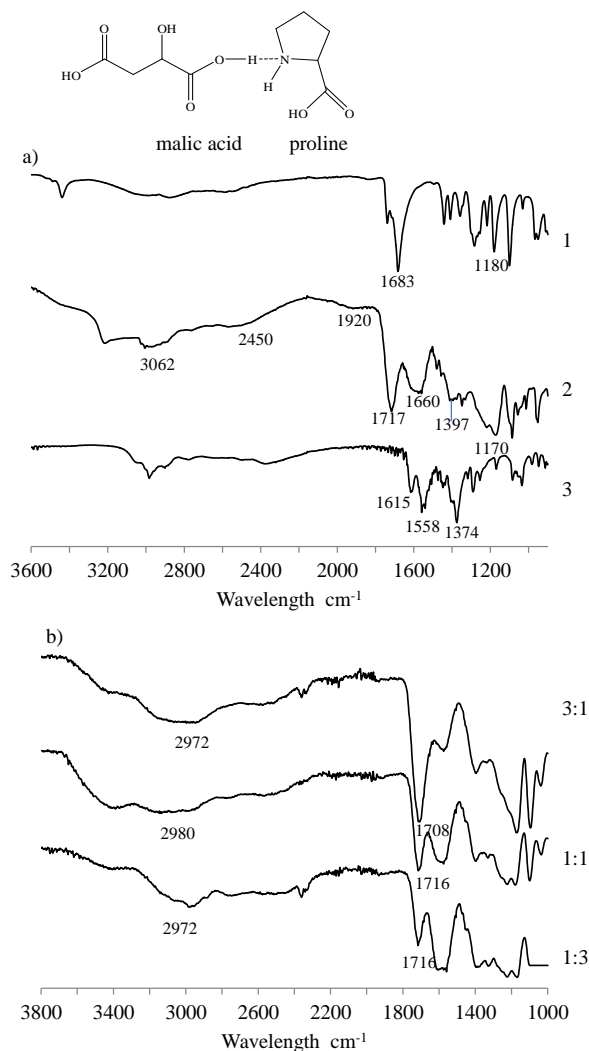 O OH
HO O H N
O H
HO O
malic acid proline
a)
1
1683 1180
3062 2450 1920
2
1717 1660 1397 1170
3
1615 1558 1374
3600 3200 2800 2400 2000 1600 1200
Wavelength cm-1
b)
3:1
2972
1708
2980
1:1
1716
2972
1716
1:3
3800 3400 3000 2600 2200 1800 1400 1000
Wavelength cm-1